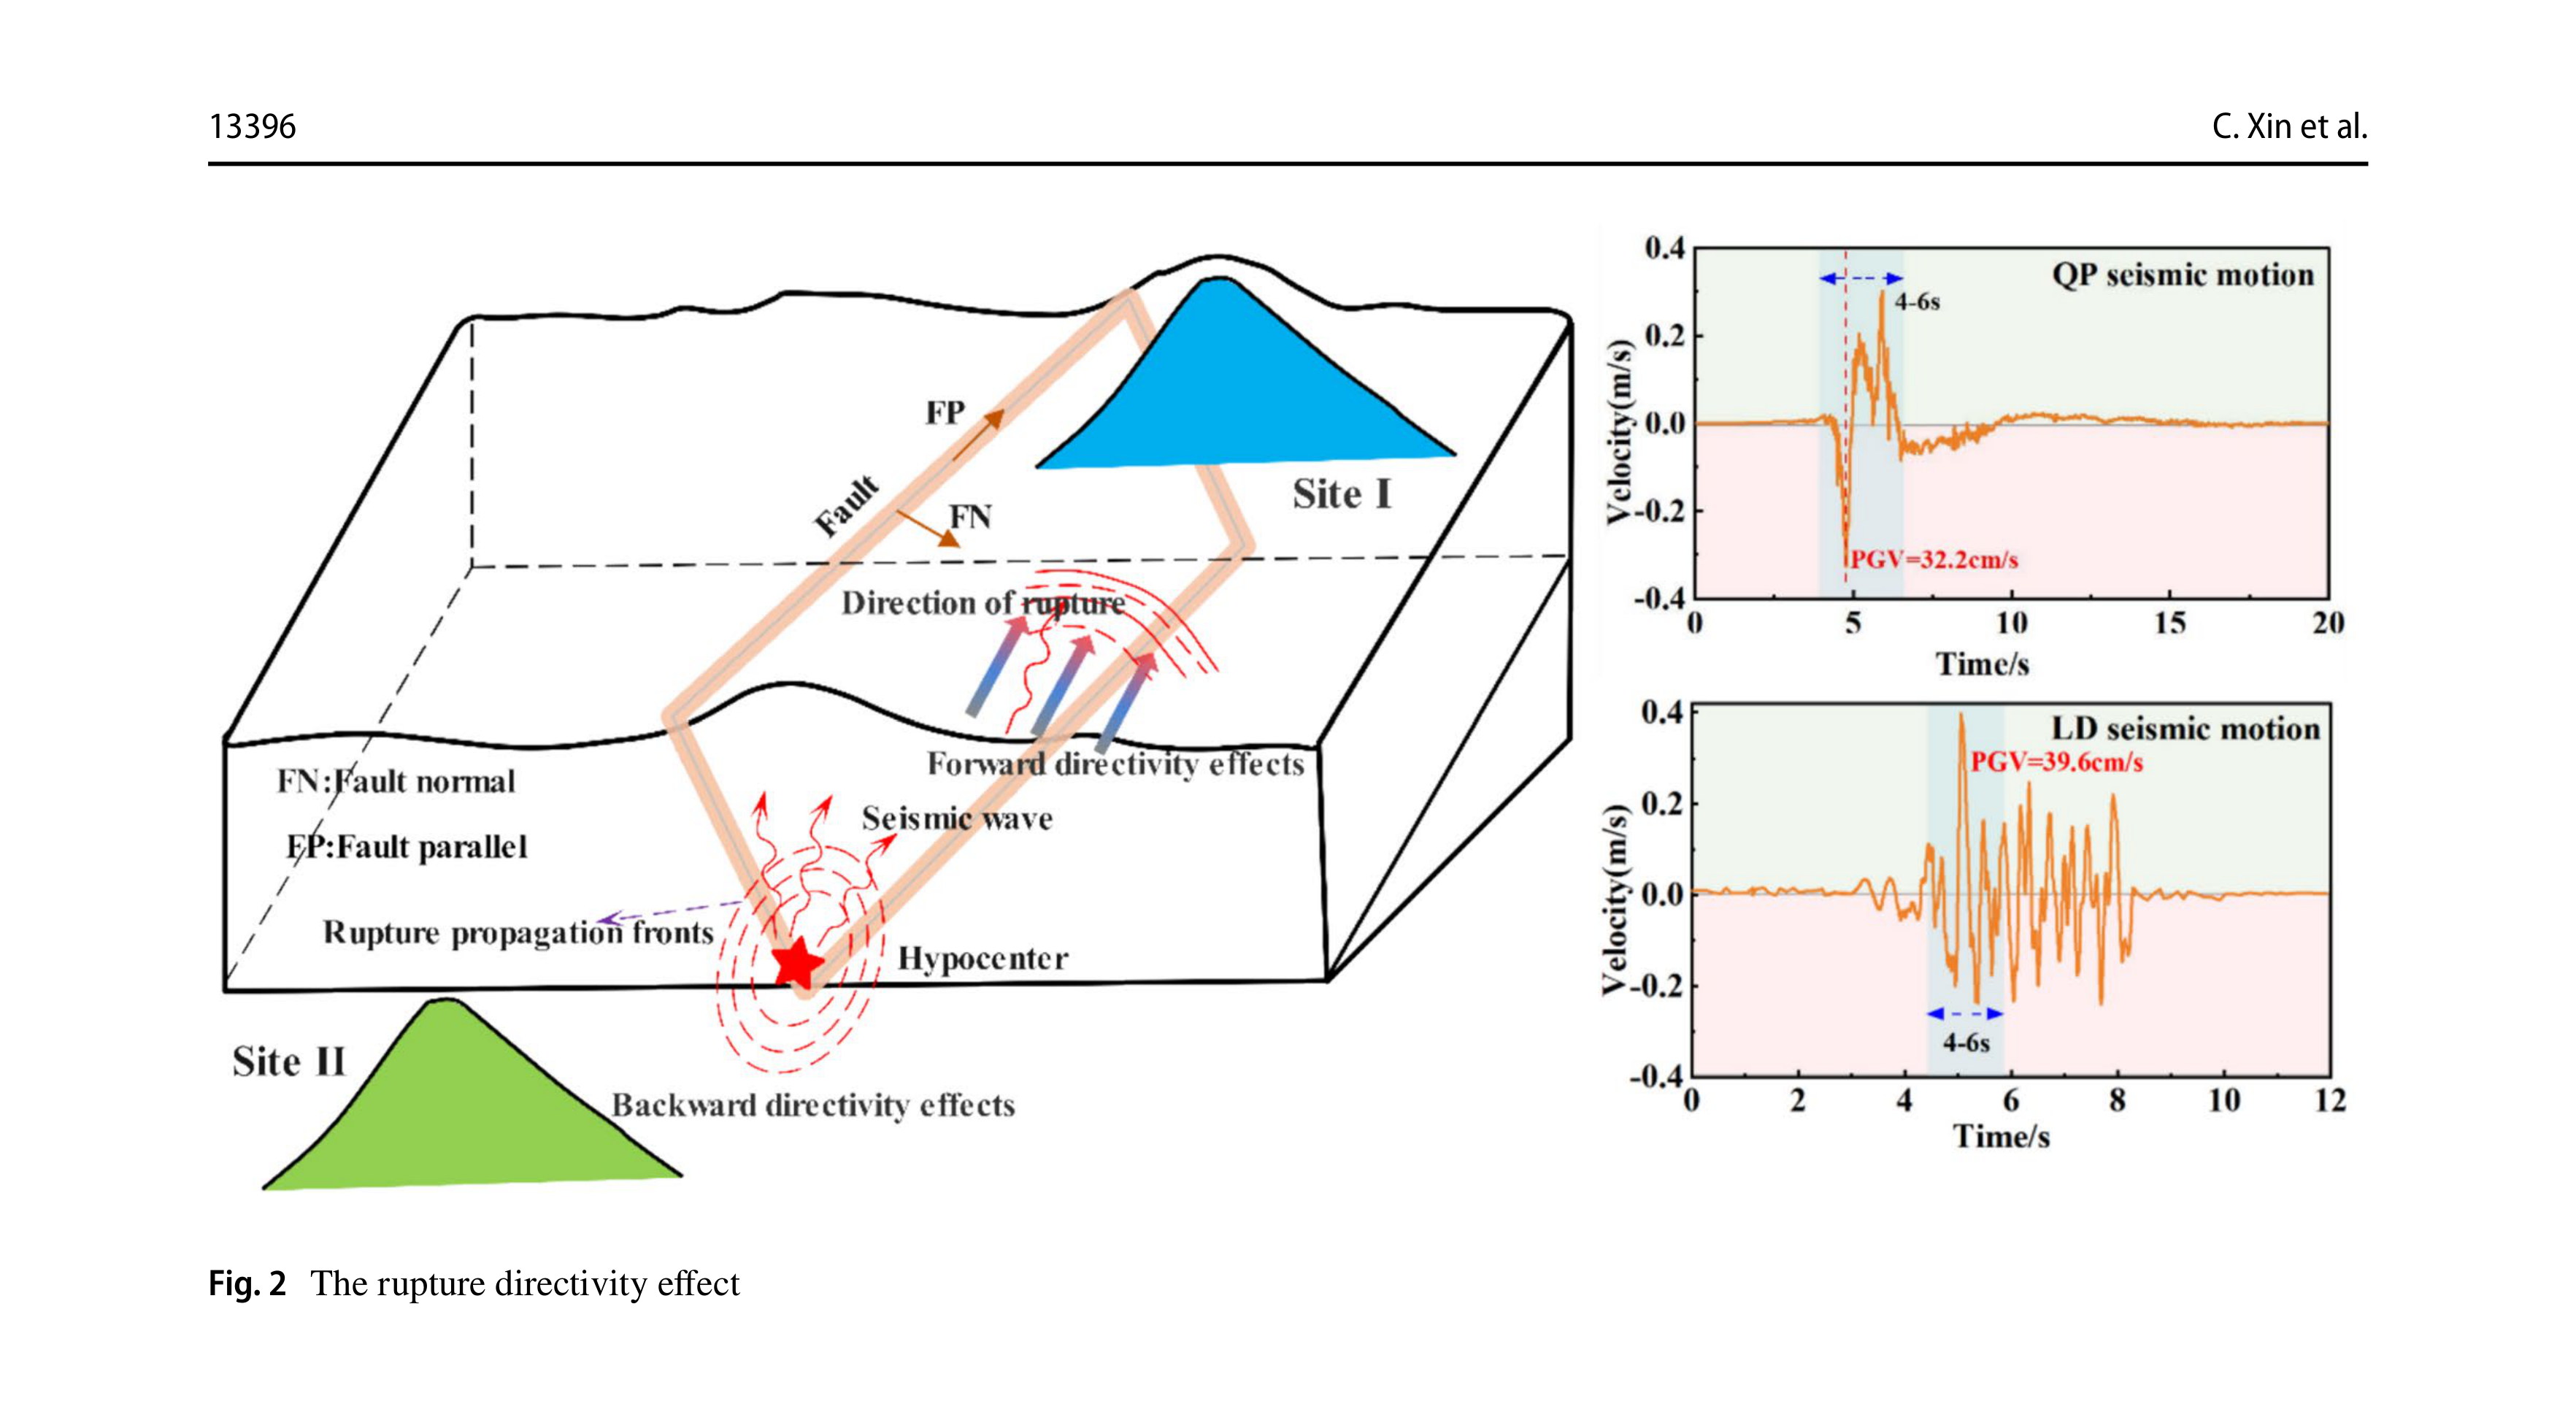 13396
C. Xin et al.
FP
Fault
FN
Site I
Direction of rupture
Forward directivity effects
FN:Fault normal
FP:Fault parallel
Seismic wave
Rupture propagation fronts
Hypocenter
Site II
Backward directivity effects
QP seismic motion
4-6s
PGV=32.2cm/s
Velocity(m/s)
0.4
0.2
0.0
-0.2
-0.4
0 5 10 15 20
Time/s
LD seismic motion
PGV=39.6cm/s
4-6s
Velocity(m/s)
0.4
0.2
0.0
-0.2
-0.4
0 2 4 6 8 10 12
Time/s
Fig. 2 The rupture directivity effect